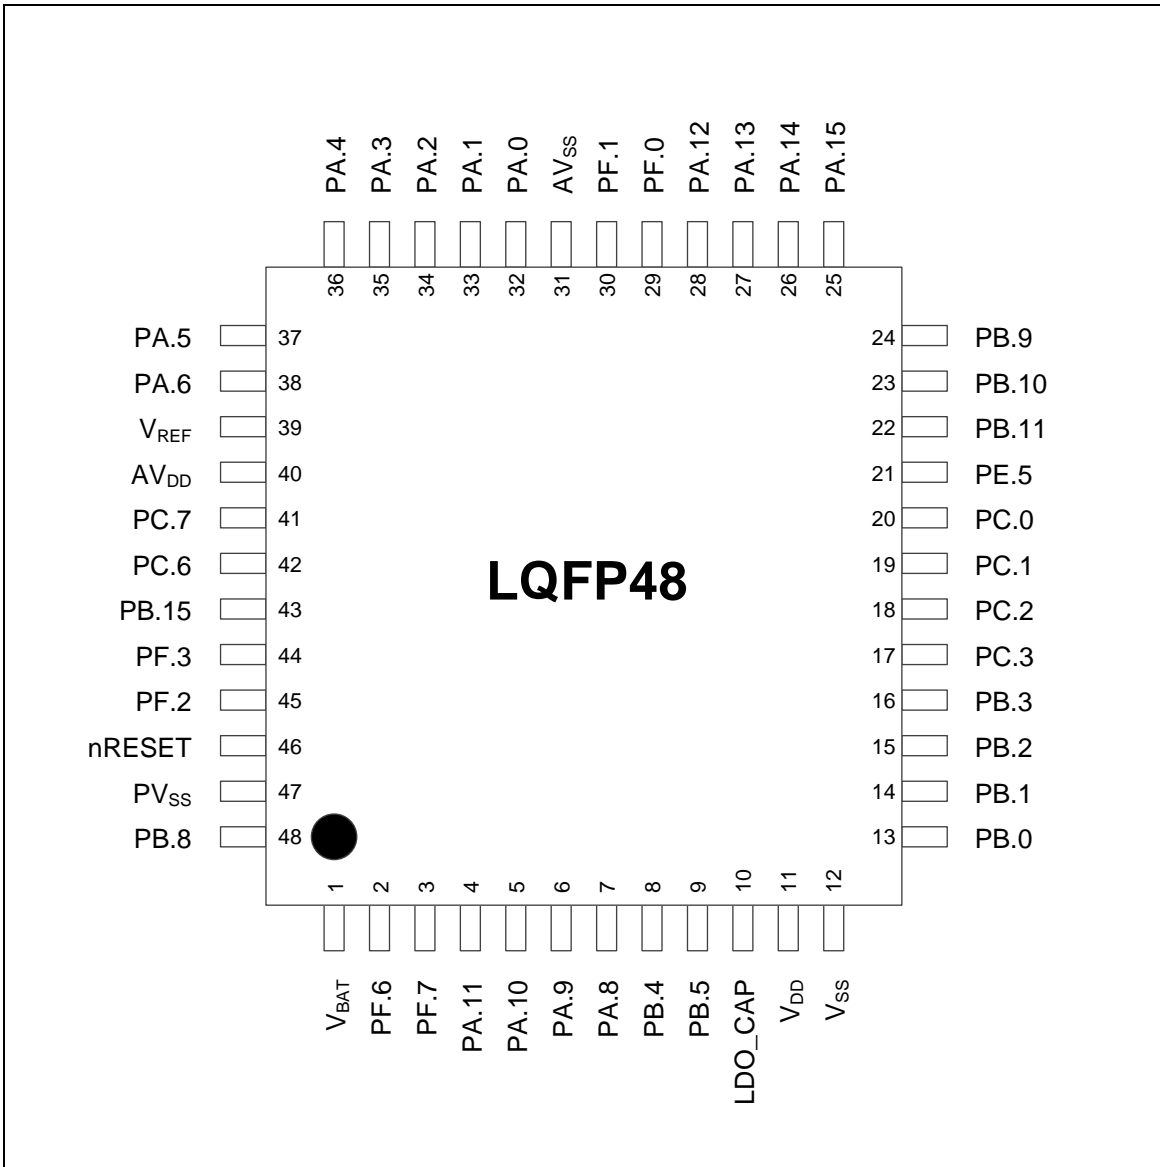 PA.4 PA.3 PA.2 PA.1 PA.0 AVSS PF.1 PF.0 PA.12 PA.13 PA.14 PA.15
36 35 34 33 32 31 30 29 28 27 26 25
PA.5 37 24 PB.9
PA.6 38 23 PB.10
VREF 39 22 PB.11
AVDD 40 21 PE.5
PC.7 41 20 PC.0
PC.6 42 19 PC.1
LQFP48
PB.15 43 18 PC.2
PF.3 44 17 PC.3
PF.2 45 16 PB.3
nRESET 46 15 PB.2
PVSS 47 14 PB.1
PB.8 48 13 PB.0
1 2 3 4 5 6 7 8 9 10 11 12
VBAT PF.6 PF.7 PA.11 PA.10 PA.9 PA.8 PB.4 PB.5 LDO_CAP VDD VSS